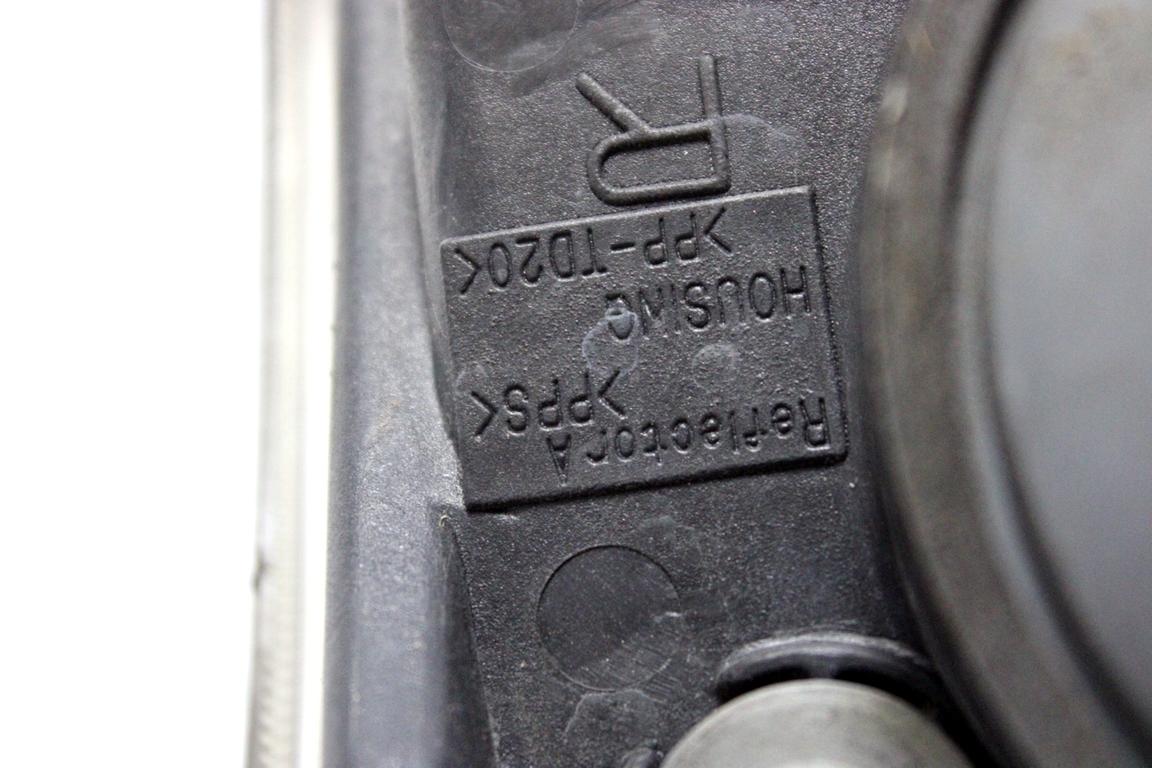 Reflector A
>PPS<
HOUSING
>PP-TD20<
R